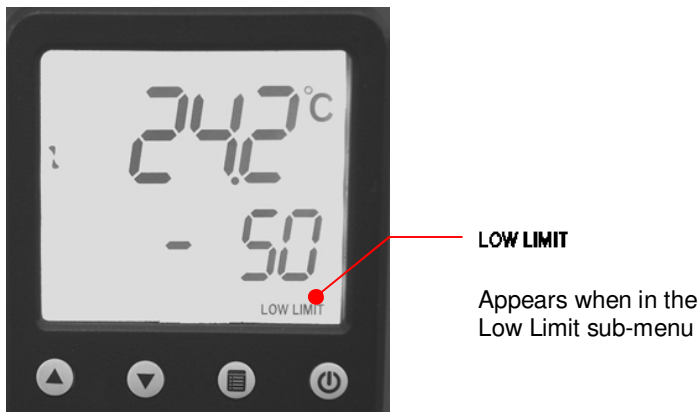 24.2°C
- 50
LOW LIMIT
LOW LIMIT
Appears when in the
Low Limit sub-menu